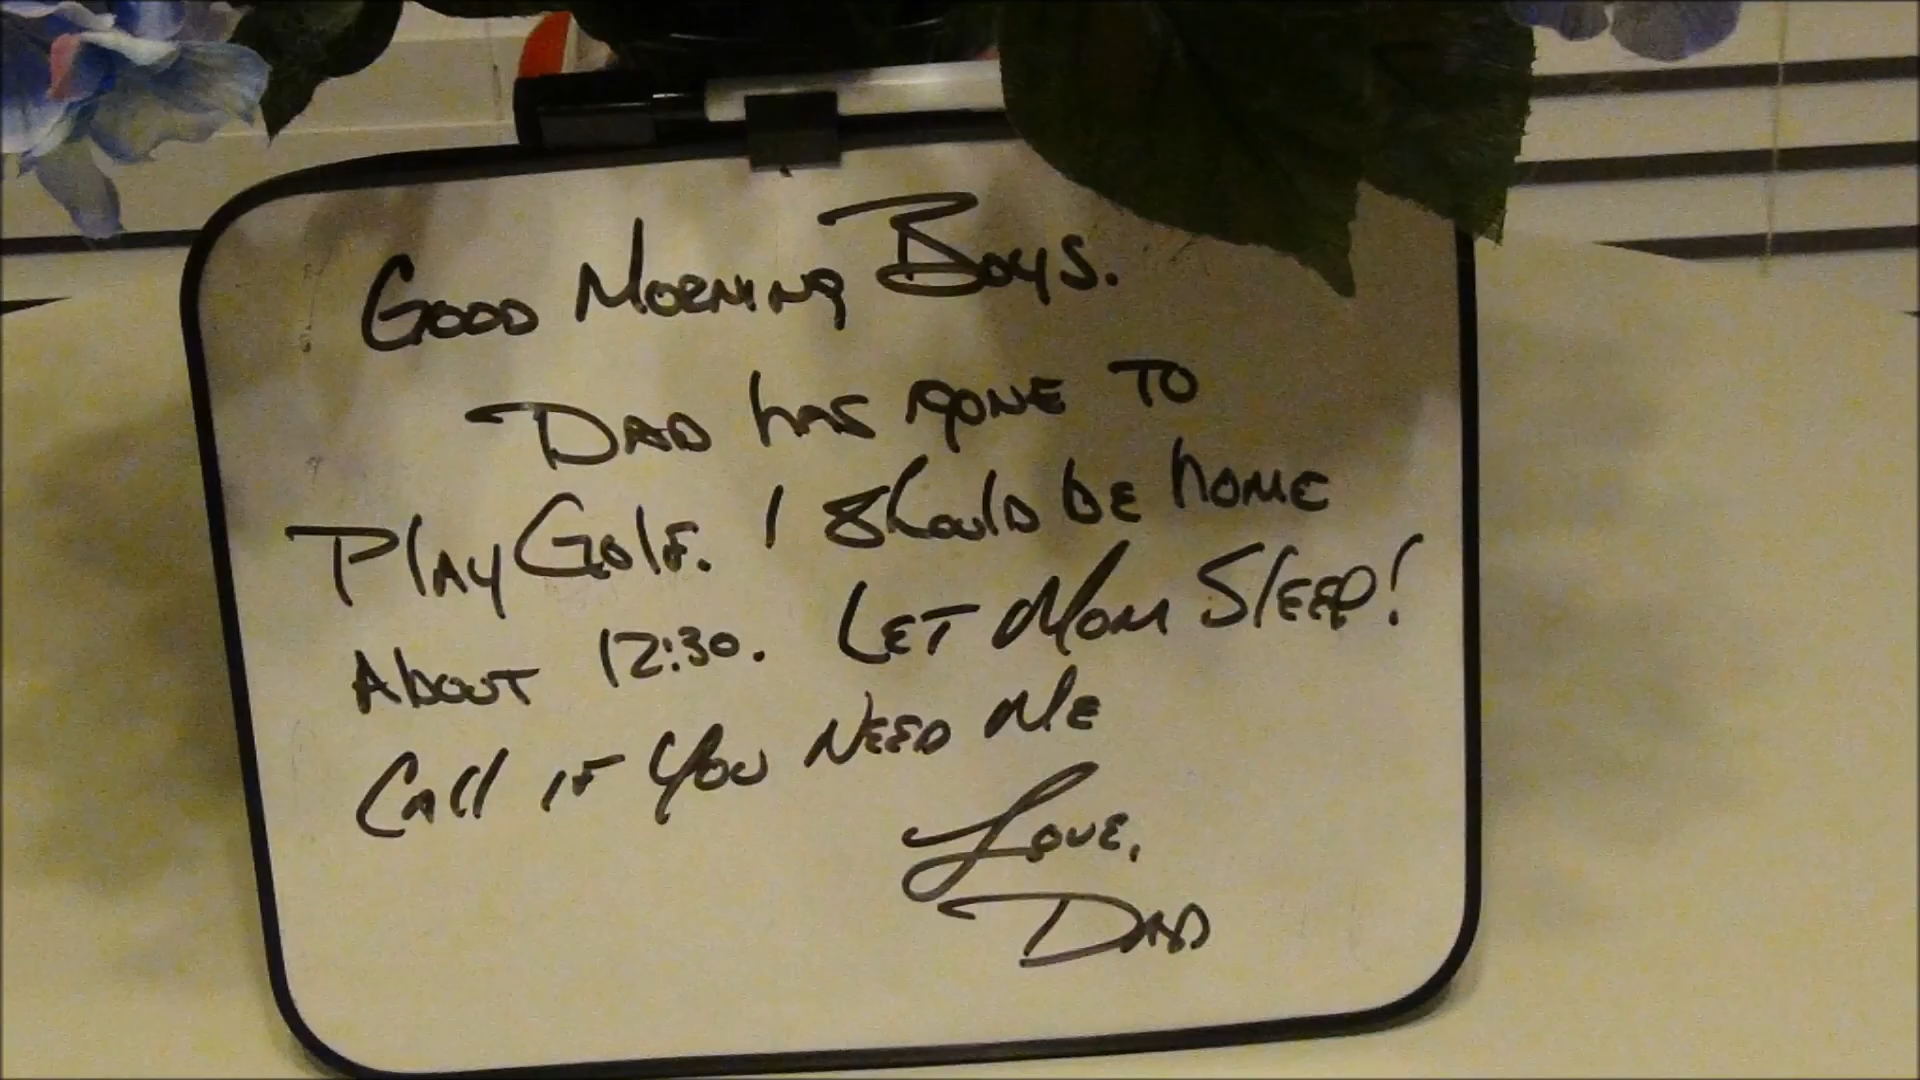 Good Morning Boys.
Dad has gone to
Play Golf. I should be home
About 12:30. Let Mom Sleep!
Call if you need me
Love,
Dad